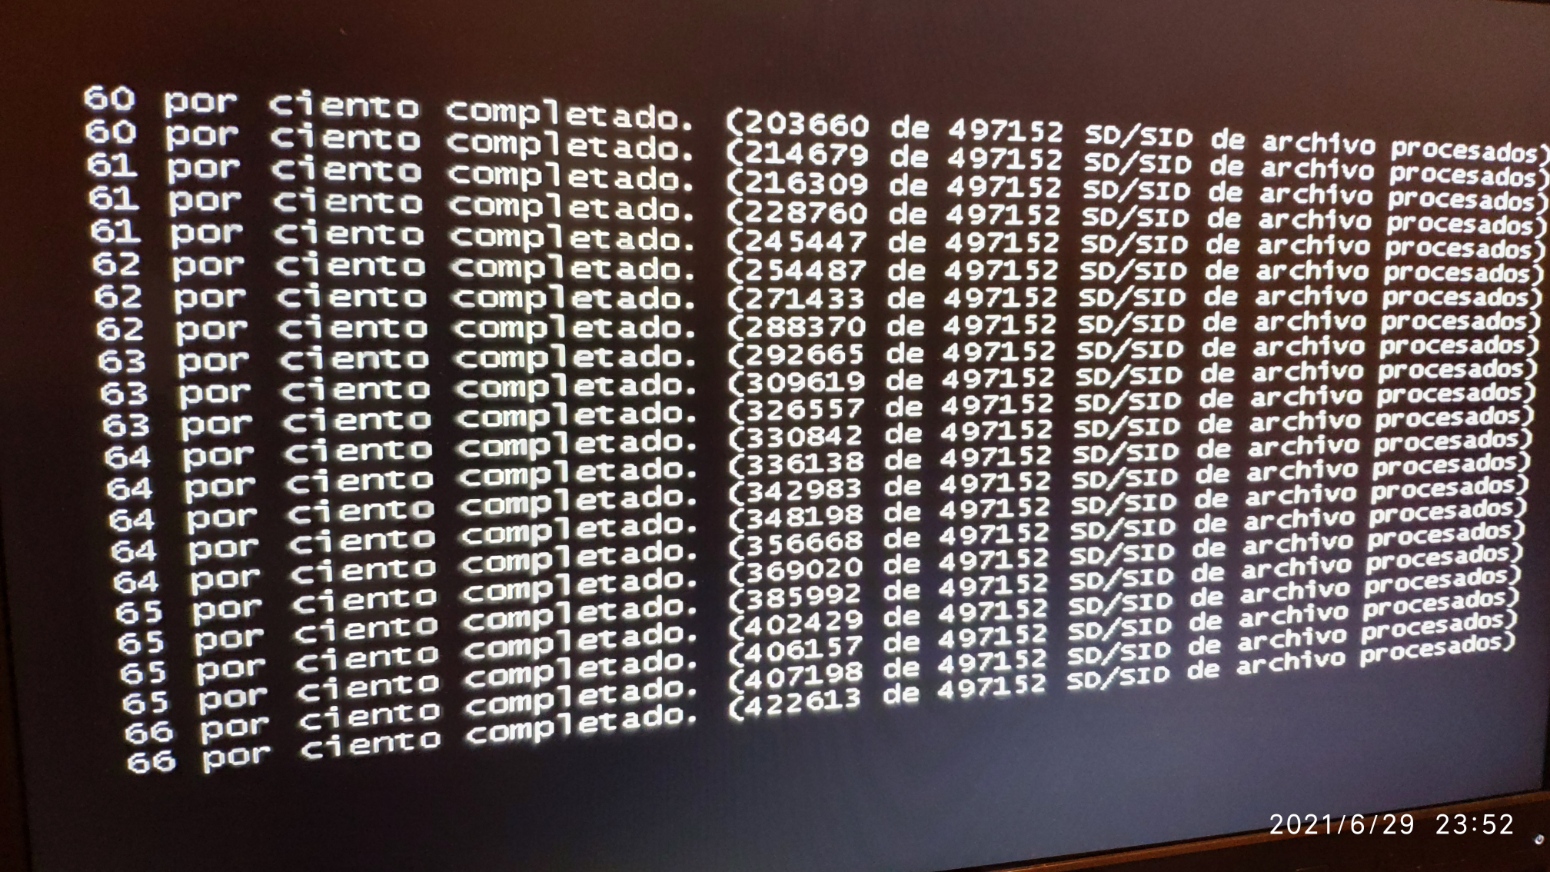 60 por ciento completado. (203660 de 497152 SD/SID de archivo procesados)
60 por ciento completado. (214679 de 497152 SD/SID de archivo procesados)
61 por ciento completado. (216309 de 497152 SD/SID de archivo procesados)
61 por ciento completado. (228760 de 497152 SD/SID de archivo procesados)
61 por ciento completado. (245447 de 497152 SD/SID de archivo procesados)
62 por ciento completado. (254487 de 497152 SD/SID de archivo procesados)
62 por ciento completado. (271433 de 497152 SD/SID de archivo procesados)
62 por ciento completado. (288370 de 497152 SD/SID de archivo procesados)
63 por ciento completado. (292665 de 497152 SD/SID de archivo procesados)
63 por ciento completado. (309619 de 497152 SD/SID de archivo procesados)
63 por ciento completado. (326557 de 497152 SD/SID de archivo procesados)
64 por ciento completado. (330842 de 497152 SD/SID de archivo procesados)
64 por ciento completado. (336138 de 497152 SD/SID de archivo procesados)
64 por ciento completado. (342983 de 497152 SD/SID de archivo procesados)
64 por ciento completado. (348198 de 497152 SD/SID de archivo procesados)
64 por ciento completado. (356668 de 497152 SD/SID de archivo procesados)
65 por ciento completado. (369020 de 497152 SD/SID de archivo procesados)
65 por ciento completado. (385992 de 497152 SD/SID de archivo procesados)
65 por ciento completado. (402429 de 497152 SD/SID de archivo procesados)
65 por ciento completado. (406157 de 497152 SD/SID de archivo procesados)
66 por ciento completado. (407198 de 497152 SD/SID de archivo procesados)
66 por ciento completado. (422613 de 497152 SD/SID de archivo procesados)
2021/6/29 23:52